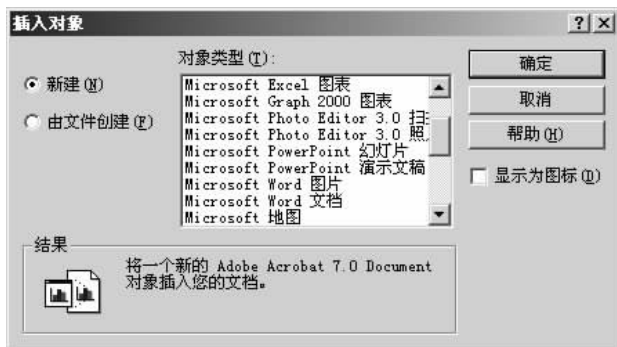 插入对象
对象类型(T):
新建(N)
由文件创建(F)
Microsoft Excel 图表
Microsoft Graph 2000 图表
Microsoft Photo Editor 3.0 扫
Microsoft Photo Editor 3.0 照
Microsoft PowerPoint 幻灯片
Microsoft PowerPoint 演示文稿
Microsoft Word 图片
Microsoft Word 文档
Microsoft 地图
确定
取消
帮助(H)
显示为图标(D)
结果
将一个新的 Adobe Acrobat 7.0 Document
对象插入您的文档。